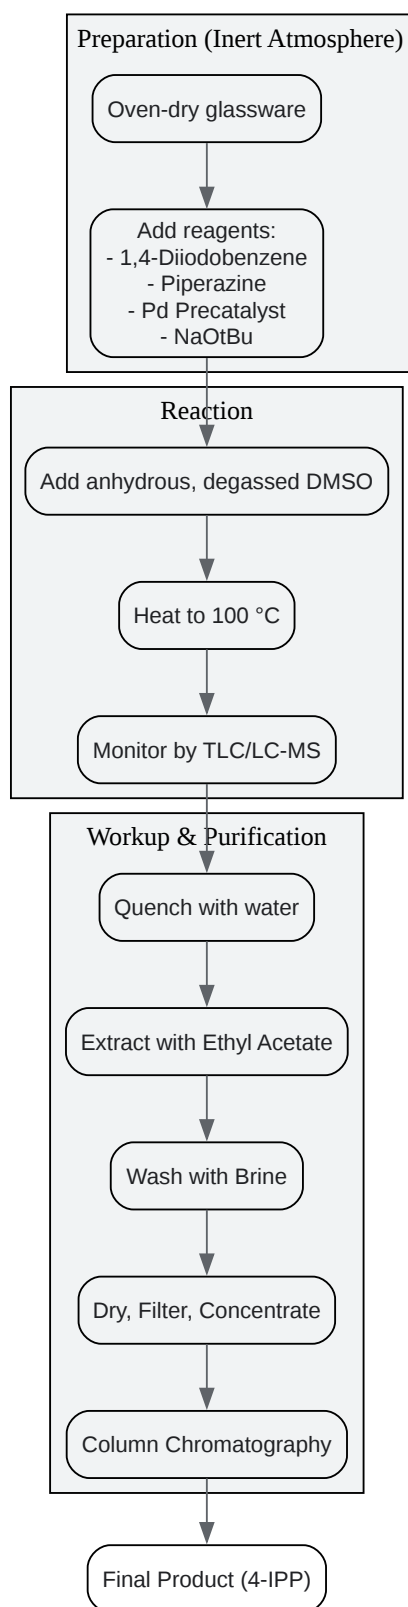 Preparation (Inert Atmosphere)
Oven-dry glassware
Add reagents:
- 1,4-Diiodobenzene
- Piperazine
- Pd Precatalyst
- NaOtBu
Reaction
Add anhydrous, degassed DMSO
Heat to 100 °C
Monitor by TLC/LC-MS
Workup & Purification
Quench with water
Extract with Ethyl Acetate
Wash with Brine
Dry, Filter, Concentrate
Column Chromatography
Final Product (4-IPP)